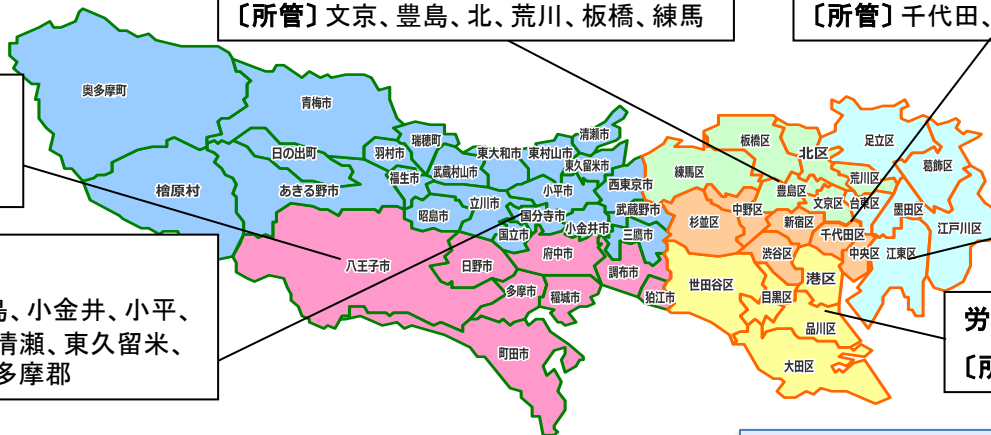 〔所管〕文京、豊島、北、荒川、板橋、練馬
〔所管〕千代田、
奥多摩町
青梅市
瑞穂町
清瀬市
板橋区
足立区
日の出町
羽村市
東大和市
東村山市
武蔵村山市
東久留米市
北区
葛飾区
練馬区
檜原村
あきる野市
福生市
小平市
西東京市
豊島区
荒川区
文京区
台東区
墨田区
昭島市
立川市
国分寺市
武蔵野市
中野区
杉並区
新宿区
国立市
小金井市
三鷹市
千代田区
江戸川区
八王子市
日野市
府中市
調布市
渋谷区
中央区
江東区
多摩市
稲城市
狛江市
世田谷区
目黒区
港区
品川区
町田市
大田区
島、小金井、小平、
清瀬、東久留米、
多摩郡
労
〔所